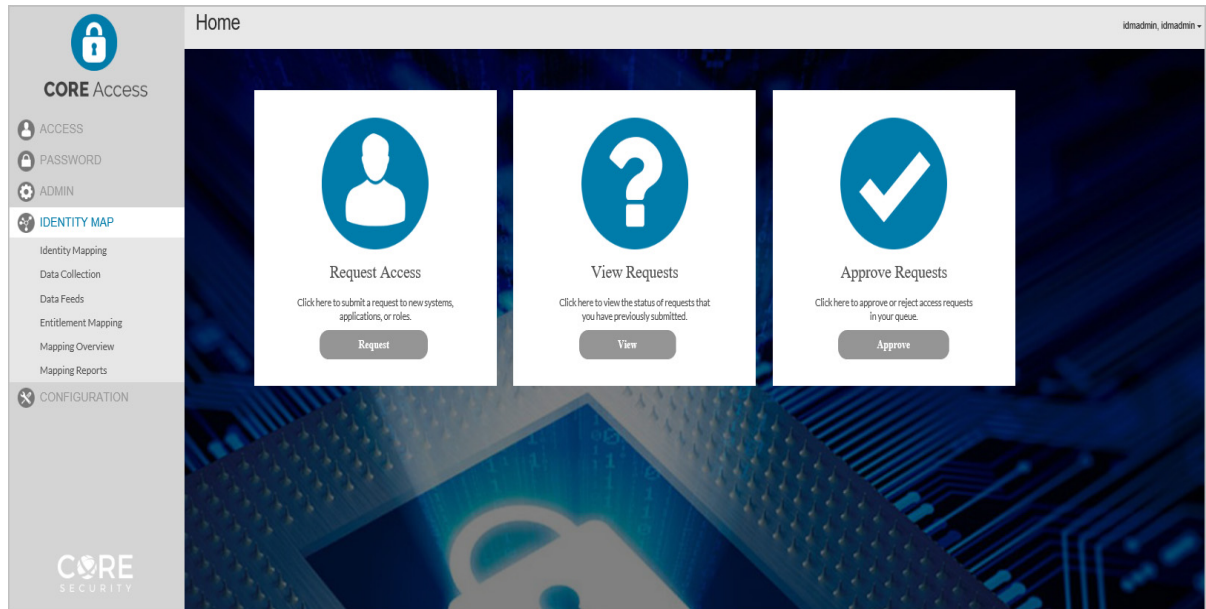 Home
idmadmin, idmadmin
CORE Access
ACCESS
PASSWORD
ADMIN
IDENTITY MAP
Identity Mapping
Data Collection
Data Feeds
Entitlement Mapping
Mapping Overview
Mapping Reports
CONFIGURATION
CORE
SECURITY
Request Access
Click here to submit a request to new systems,
applications, or roles.
Request
View Requests
Click here to view the status of requests that
you have previously submitted.
View
Approve Requests
Click here to approve or reject access requests
in your queue.
Approve